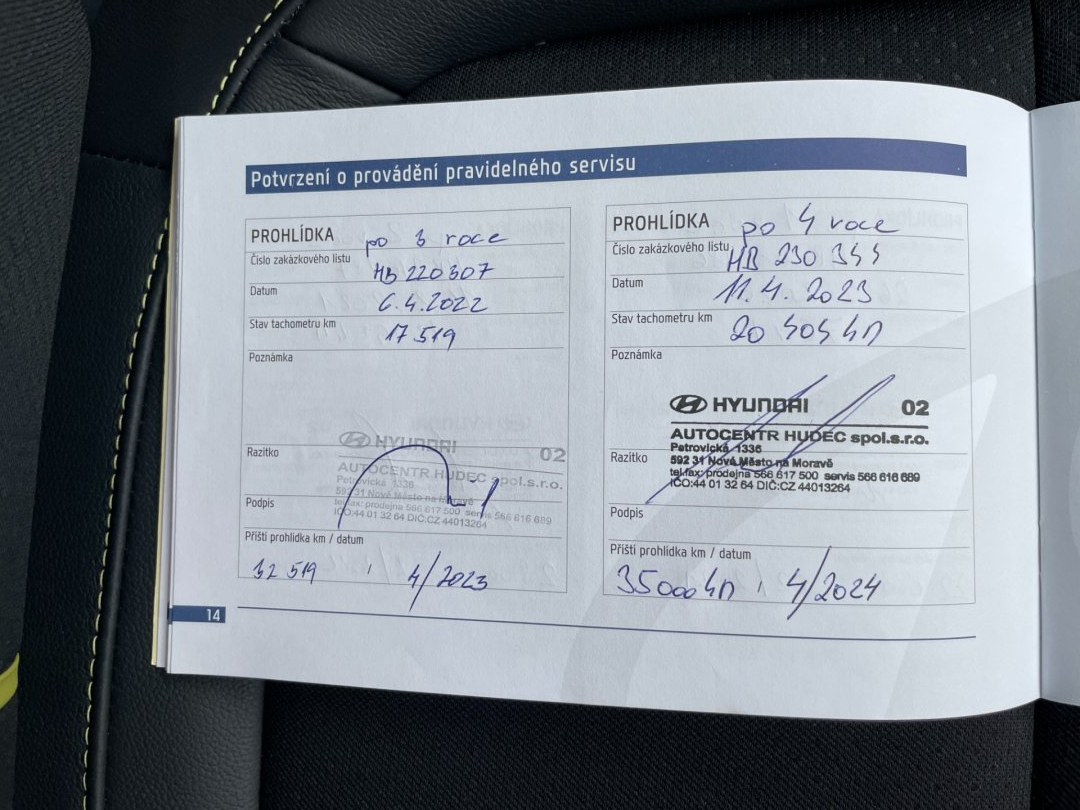 Potvrzení o provádění pravidelného servisu
PROHLÍDKA po 3 roce
Číslo zakázkového listu HB 220307
Datum 6.4.2022
Stav tachometru km 17 519
Poznámka
Razítko
HYUNDAI 02
AUTOCENTR HUDEC spol.s.r.o.
Petrovická 1336
592 31 Nové Město na Moravě
tel.fax: prodejna 566 617 500 servis 566 616 689
IČO:44 01 32 64 DIČ:CZ 44013264
Podpis
Příští prohlídka km / datum
32 519 / 4/2023
PROHLÍDKA po 4 roce
Číslo zakázkového listu HB 230
Datum 11.4. 2023
Stav tachometru km 20
Poznámka
HYUNDAI 02
AUTOCENTR HUDEC spol.s.r.o.
Petrovická 1336
Razítko
592 31 Nové Město na Moravě
tel.fax: prodejna 566 617 500 servis 566 616 689
IČO:44 01 32 64 DIČ:CZ 44013264
Podpis
Příští prohlídka km / datum
35000 / 4/2024
14